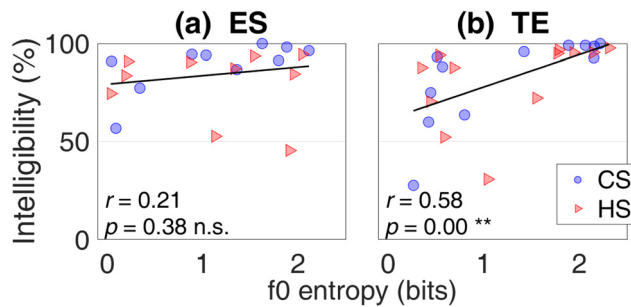 (a) ES
(b) TE
Intelligibility (%)
100
50
0
r = 0.21
p = 0.38 n.s.
r = 0.58
p = 0.00 **
CS
HS
0
1
2
0
1
2
f0 entropy (bits)